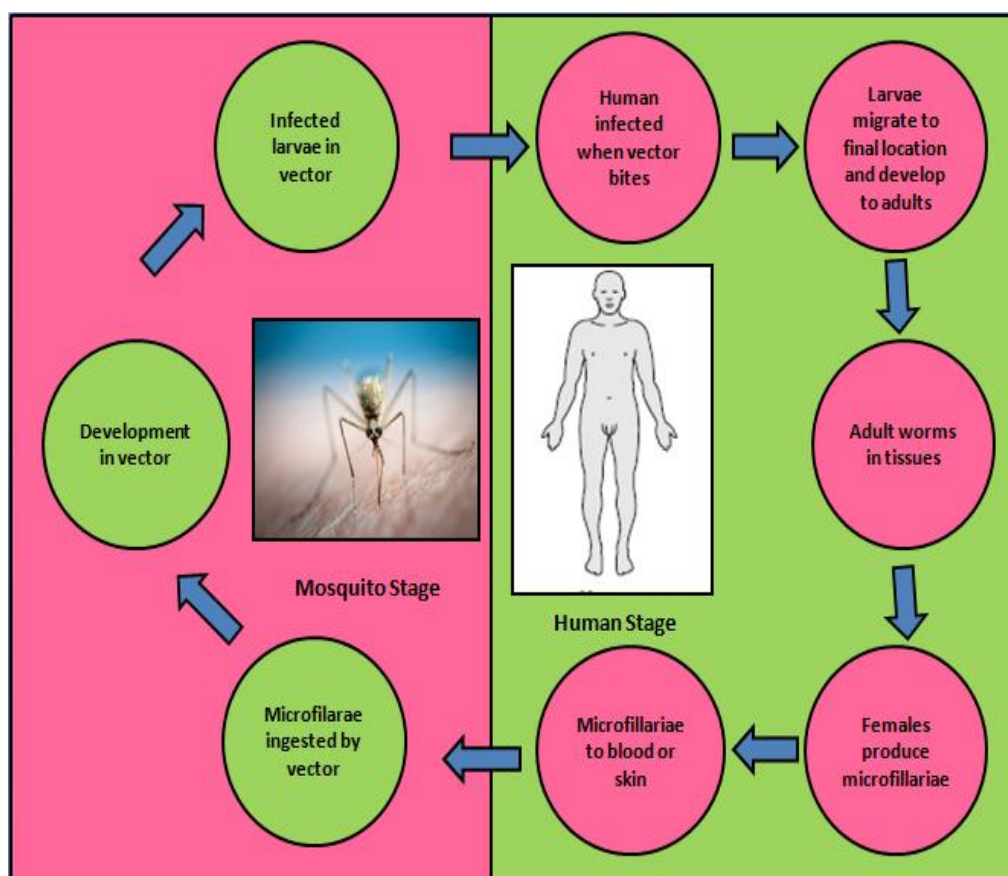 Infected
larvae in
vector
Human
infected
when vector
bites
Larvae
migrate to
final location
and develop
to adults
Development
in vector
Adult worms
in tissues
Mosquito Stage
Human Stage
Microfilarae
ingested by
vector
Microfillariae
to blood or
skin
Females
produce
microfillariae